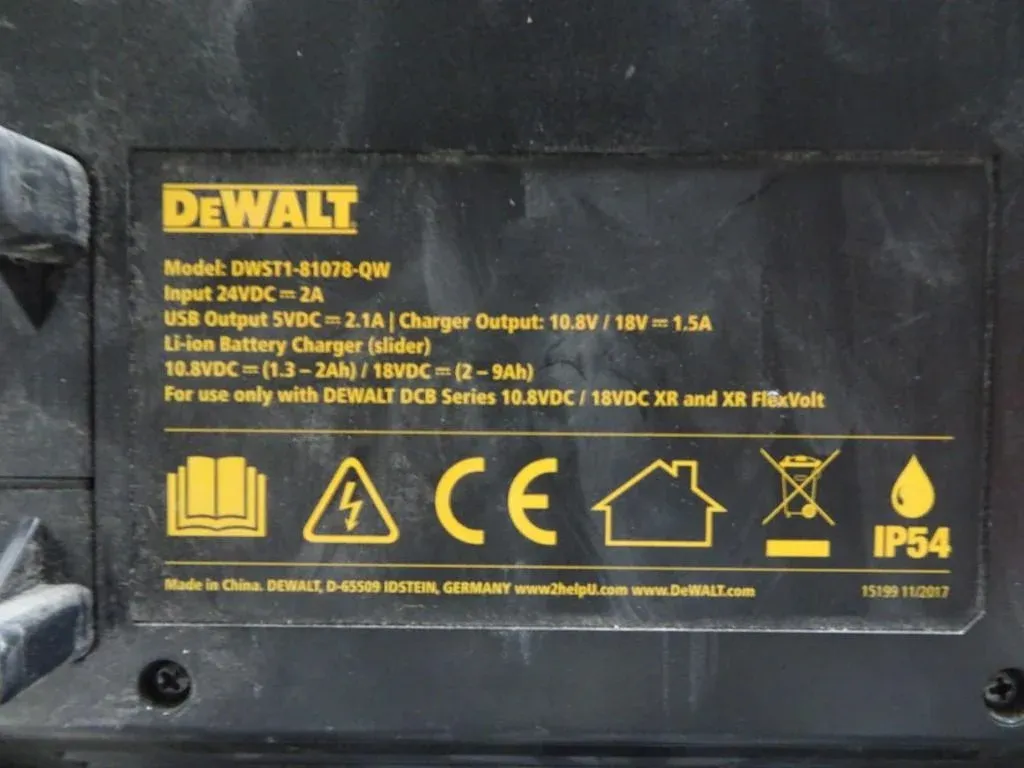 DEWALT
Model: DWST1-81078-QW
Input 24VDC ⎓ 2A
USB Output 5VDC ⎓ 2.1A | Charger Output: 10.8V / 18V ⎓ 1.5A
Li-ion Battery Charger (slider)
10.8VDC ⎓ (1.3 – 2Ah) / 18VDC ⎓ (2 – 9Ah)
For use only with DEWALT DCB Series 10.8VDC / 18VDC XR and XR FlexVolt
CE
IP54
Made in China. DEWALT, D-65509 IDSTEIN, GERMANY www2helpU.com www.DeWALT.com
15199 11/2017